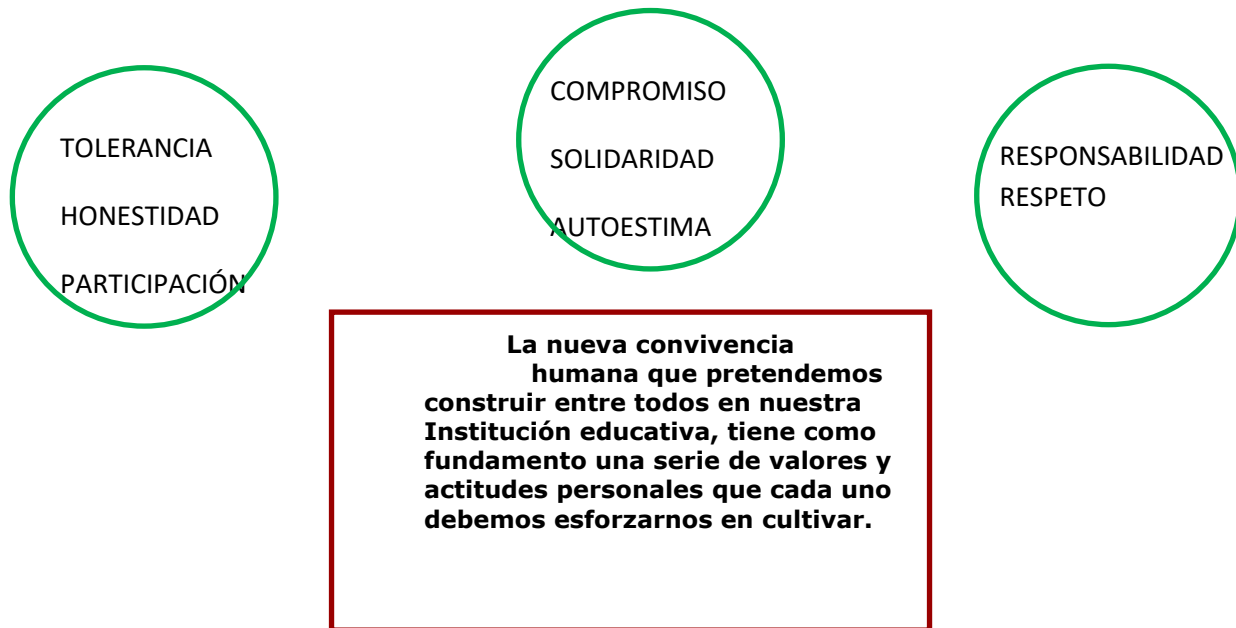 TOLERANCIA
HONESTIDAD
PARTICIPACIÓN
COMPROMISO
SOLIDARIDAD
AUTOESTIMA
RESPONSABILIDAD
RESPETO
La nueva convivencia
humana que pretendemos
construir entre todos en nuestra
Institución educativa, tiene como
fundamento una serie de valores y
actitudes personales que cada uno
debemos esforzarnos en cultivar.